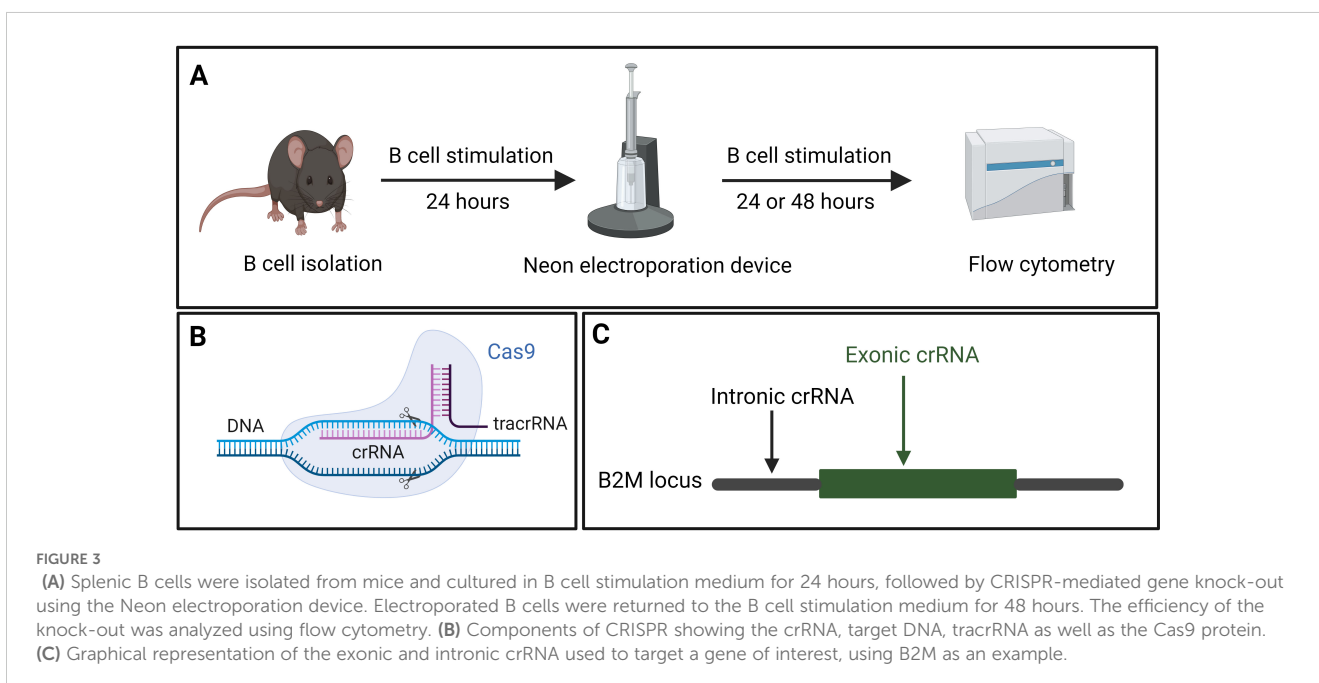 A
B cell stimulation
24 hours
B cell stimulation
24 or 48 hours
B cell isolation
Neon electroporation device
Flow cytometry
B
Cas9
DNA
tracrRNA
crRNA
C
Exonic crRNA
Intronic crRNA
B2M locus
FIGURE 3
(A) Splenic B cells were isolated from mice and cultured in B cell stimulation medium for 24 hours, followed by CRISPR-mediated gene knock-out
using the Neon electroporation device. Electroporated B cells were returned to the B cell stimulation medium for 48 hours. The efficiency of the
knock-out was analyzed using flow cytometry. (B) Components of CRISPR showing the crRNA, target DNA, tracrRNA as well as the Cas9 protein.
(C) Graphical representation of the exonic and intronic crRNA used to target a gene of interest, using B2M as an example.